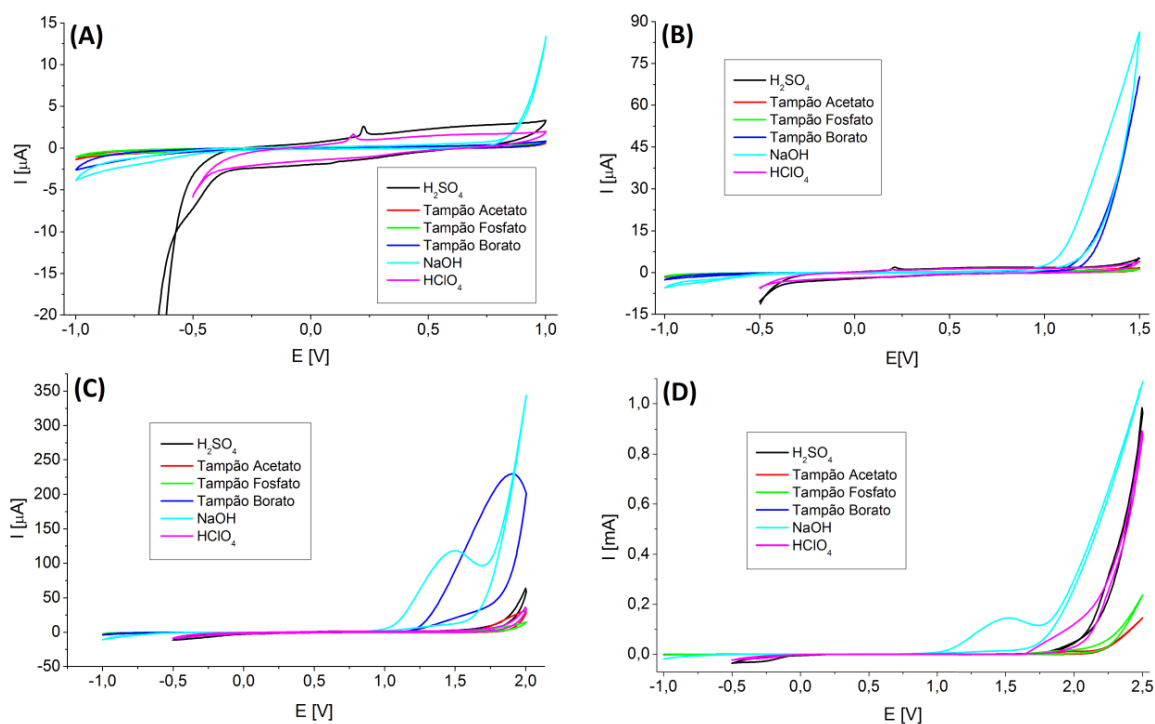 (A)
15
10
5
0
-5
-10
-15
-20
I [µA]
H₂SO₄
Tampão Acetato
Tampão Fosfato
Tampão Borato
NaOH
HClO₄
-1,0 -0,5 0,0 0,5 1,0
E [V]
(B)
90
75
60
45
30
15
0
-15
I [µA]
H₂SO₄
Tampão Acetato
Tampão Fosfato
Tampão Borato
NaOH
HClO₄
-1,0 -0,5 0,0 0,5 1,0 1,5
E[V]
(C)
350
300
250
200
150
100
50
0
-50
I [µA]
H₂SO₄
Tampão Acetato
Tampão Fosfato
Tampão Borato
NaOH
HClO₄
-1,0 -0,5 0,0 0,5 1,0 1,5 2,0
E [V]
(D)
1,0
0,8
0,6
0,4
0,2
0,0
I [mA]
H₂SO₄
Tampão Acetato
Tampão Fosfato
Tampão Borato
NaOH
HClO₄
-1,0 -0,5 0,0 0,5 1,0 1,5 2,0 2,5
E [V]